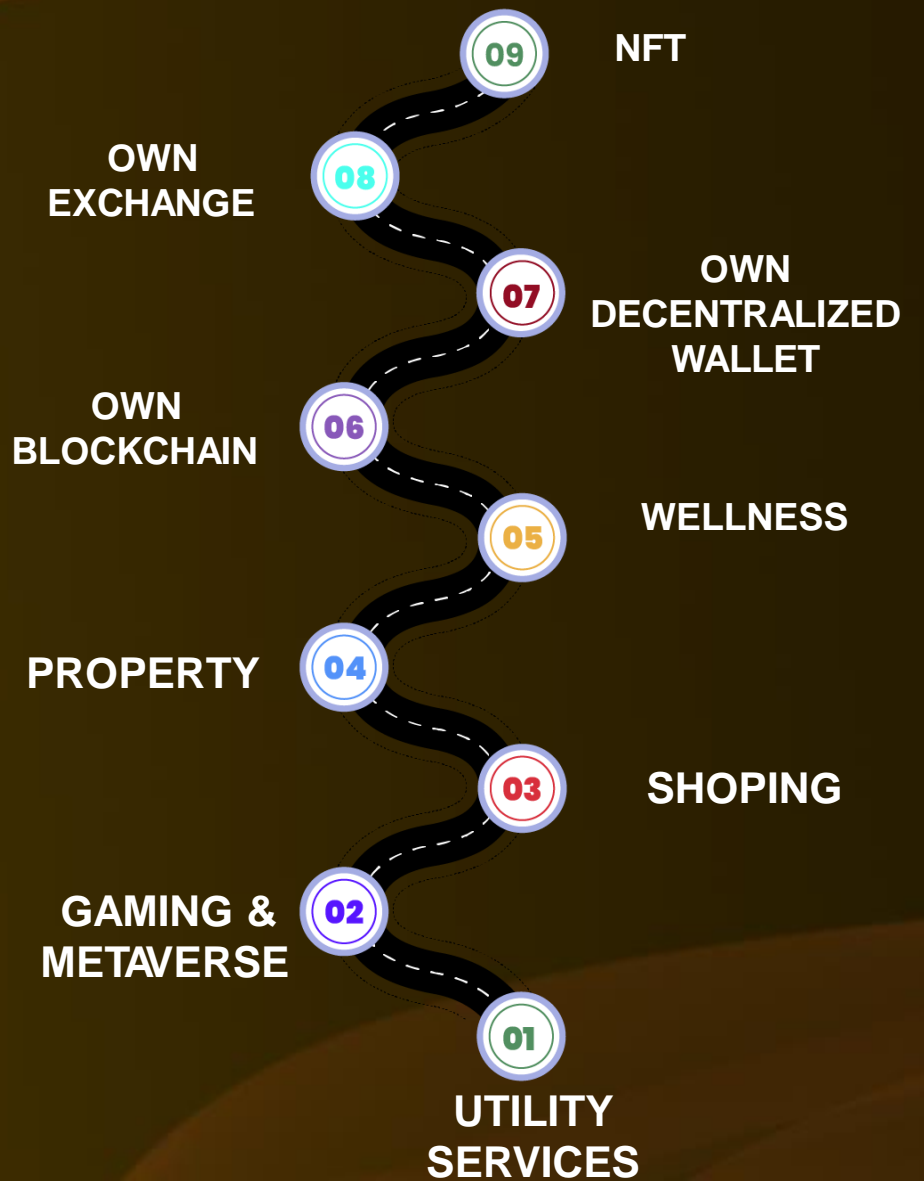 09
NFT
OWN
EXCHANGE
08
07
OWN
DECENTRALIZED
WALLET
OWN
BLOCKCHAIN
06
05
WELLNESS
PROPERTY
04
03
SHOPING
GAMING &
METAVERSE
02
01
UTILITY
SERVICES